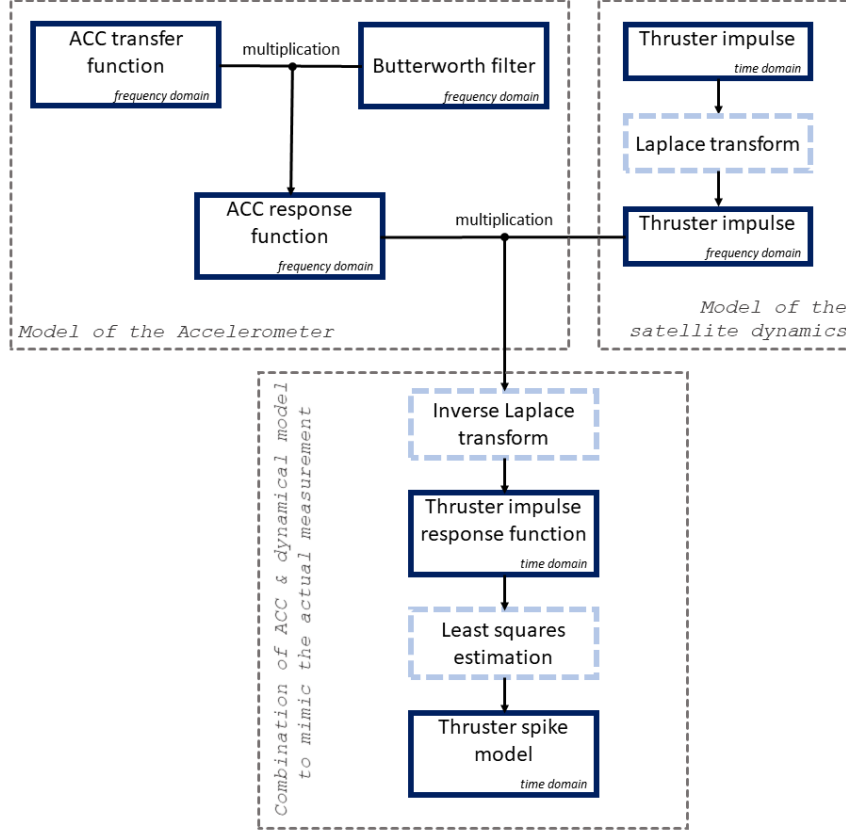 ACC transfer
function
frequency domain
multiplication
Butterworth filter
frequency domain
Thruster impulse
time domain
Laplace transform
ACC response
function
frequency domain
multiplication
Thruster impulse
frequency domain
Model of the Accelerometer
Model of the
satellite dynamics
Combination of ACC & dynamical model
to mimic the actual measurement
Inverse Laplace
transform
Thruster impulse
response function
time domain
Least squares
estimation
Thruster spike
model
time domain